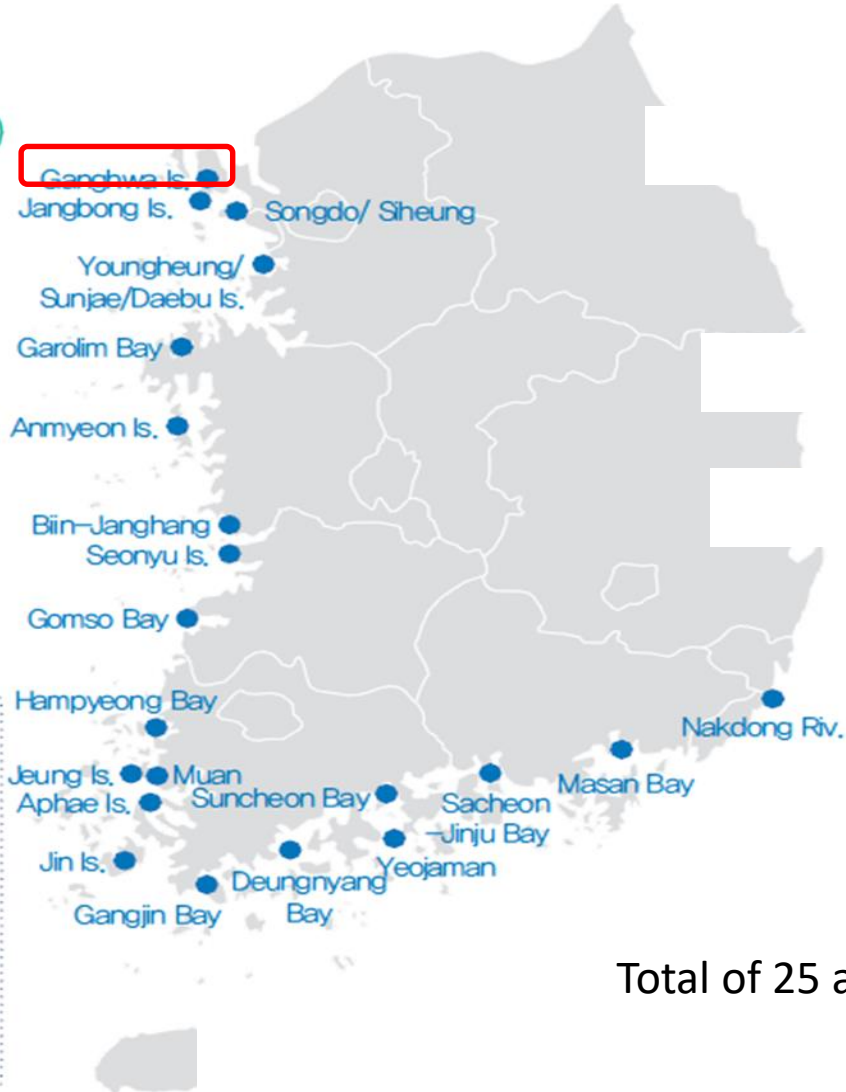 Ganghwa Is.
Jangbong Is.
Songdo/ Siheung
Youngheung/
Sunjae/Daebu Is.
Garolim Bay
Anmyeon Is.
Biin-Janghang
Seonyu Is.
Gomso Bay
Hampyeong Bay
Nakdong Riv.
Jeung Is.
Muan
Aphae Is.
Suncheon Bay
Sacheon
-Jinju Bay
Masan Bay
Jin Is.
Yeojaman
Deungnyang
Bay
Gangjin Bay
Total of 25 a